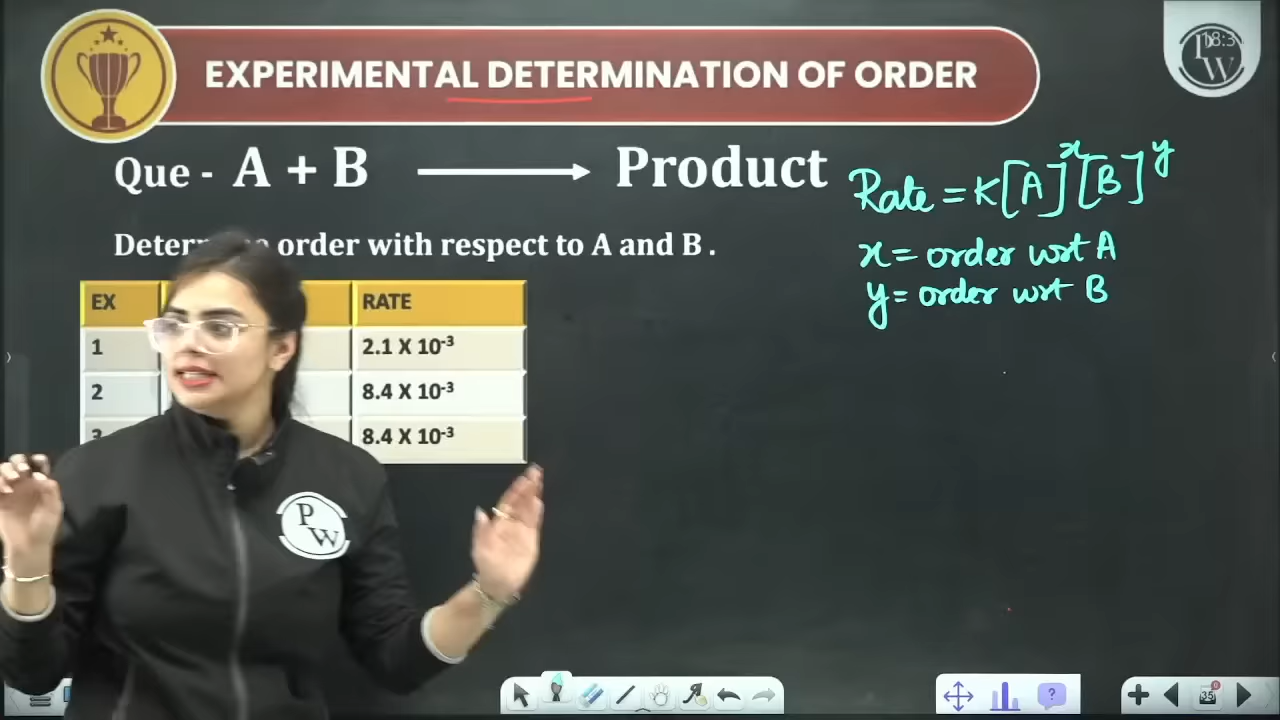 EXPERIMENTAL DETERMINATION OF ORDER
Que - A + B ⟶ Product
Rate = K[A]^x[B]^y
order with respect to A and B .
x = order wrt A
y = order wrt B
EX RATE
1 2.1 X 10⁻³
2 8.4 X 10⁻³
8.4 X 10⁻³
PW
35